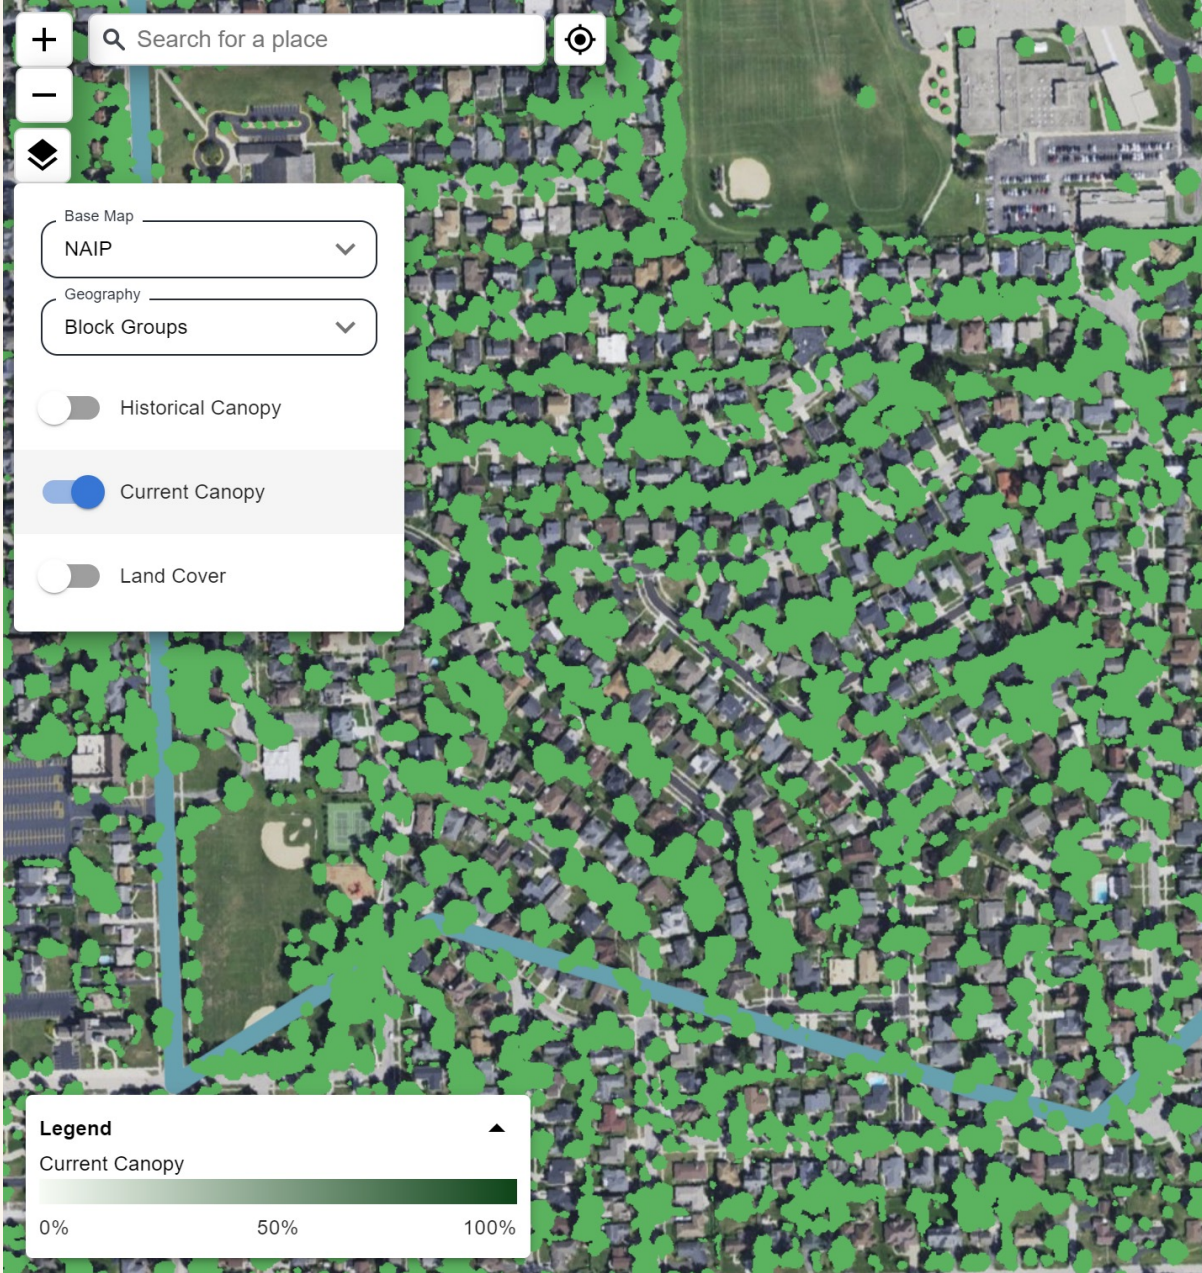 Search for a place
Base Map
NAIP
Geography
Block Groups
Historical Canopy
Current Canopy
Land Cover
Legend
Current Canopy
0% 50% 100%